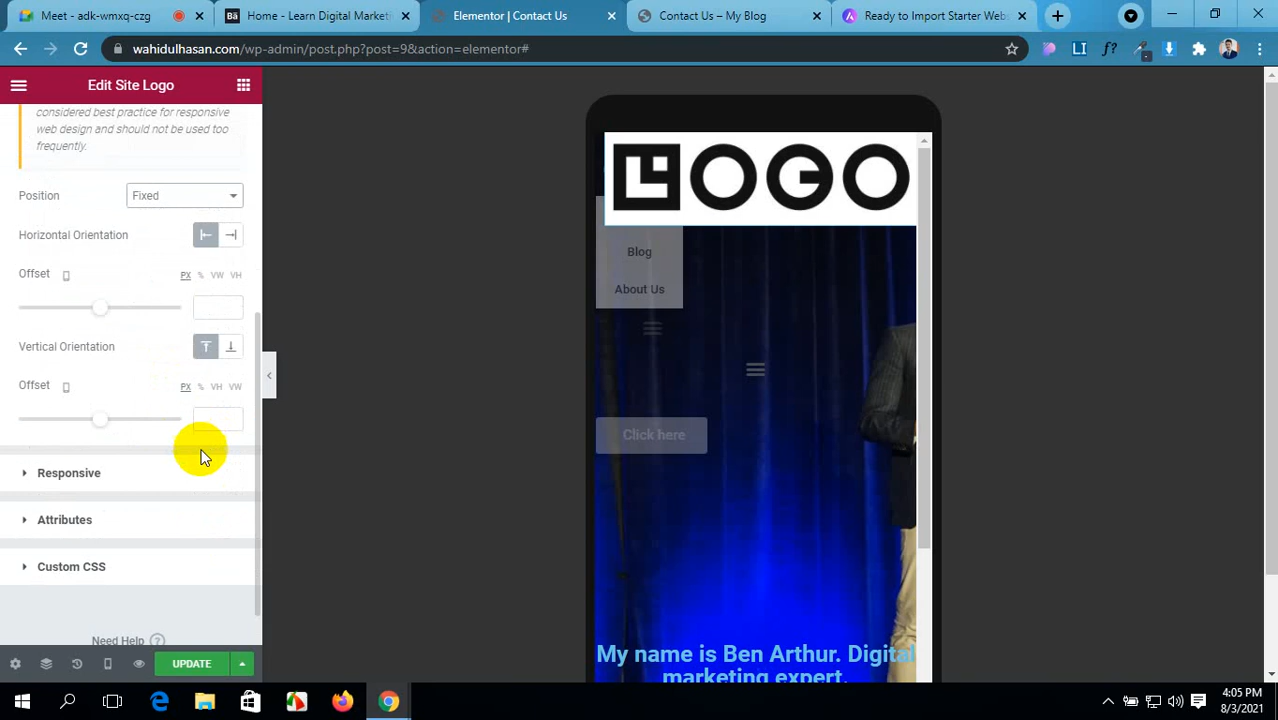 Meet - adk-wmxq-czg
Home - Learn Digital Marketi
Elementor | Contact Us
Contact Us – My Blog
Ready to Import Starter Webs
wahidulhasan.com/wp-admin/post.php?post=9&action=elementor#
LI
f?
Edit Site Logo
considered best practice for responsive
web design and should not be used too
frequently.
Position
Fixed
Horizontal Orientation
Offset
PX % VW VH
Vertical Orientation
Offset
PX % VH VW
Responsive
Attributes
Custom CSS
Need Help
UPDATE
LOGO
Blog
About Us
Click here
My name is Ben Arthur. Digital
marketing expert.
4:05 PM
8/3/2021